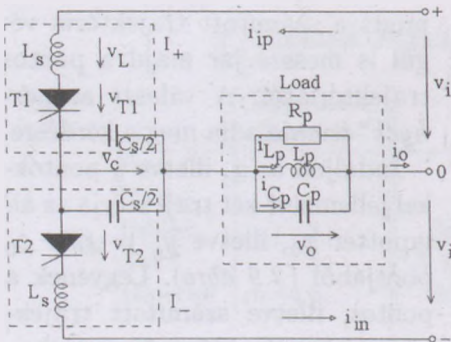 +
i_ip
L_s
v_L
I_+
v_i
T1
v_T1
Load
R_p
C_s/2
i_Lp
L_p
i_o
v_c
0
C_s/2
i_Cp
C_p
T2
v_T2
v_o
v_i
L_s
I_
i_in
-